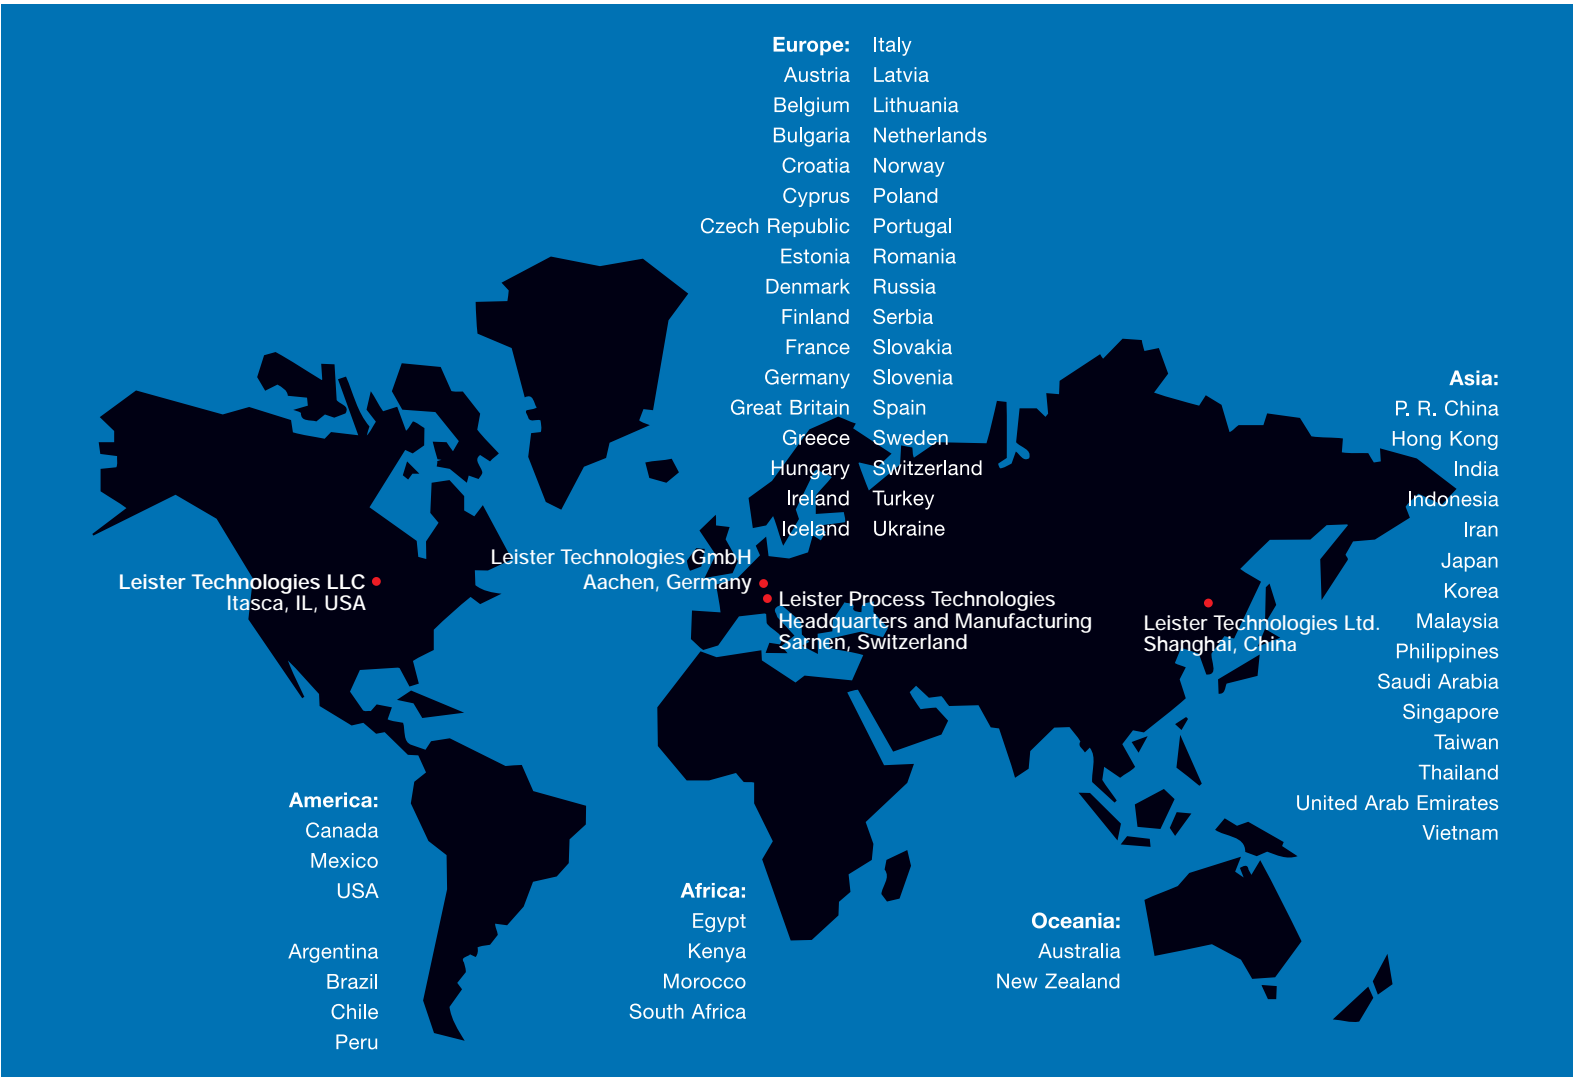 Europe:
Austria
Belgium
Bulgaria
Croatia
Cyprus
Czech Republic
Estonia
Denmark
Finland
France
Germany
Great Britain
Greece
Hungary
Ireland
Iceland
Italy
Latvia
Lithuania
Netherlands
Norway
Poland
Portugal
Romania
Russia
Serbia
Slovakia
Slovenia
Spain
Sweden
Switzerland
Turkey
Ukraine
Leister Technologies LLC
Itasca, IL, USA
Leister Technologies GmbH
Aachen, Germany
Leister Process Technologies
Headquarters and Manufacturing
Sarnen, Switzerland
Leister Technologies Ltd.
Shanghai, China
Asia:
P. R. China
Hong Kong
India
Indonesia
Iran
Japan
Korea
Malaysia
Philippines
Saudi Arabia
Singapore
Taiwan
Thailand
United Arab Emirates
Vietnam
America:
Canada
Mexico
USA
Argentina
Brazil
Chile
Peru
Africa:
Egypt
Kenya
Morocco
South Africa
Oceania:
Australia
New Zealand